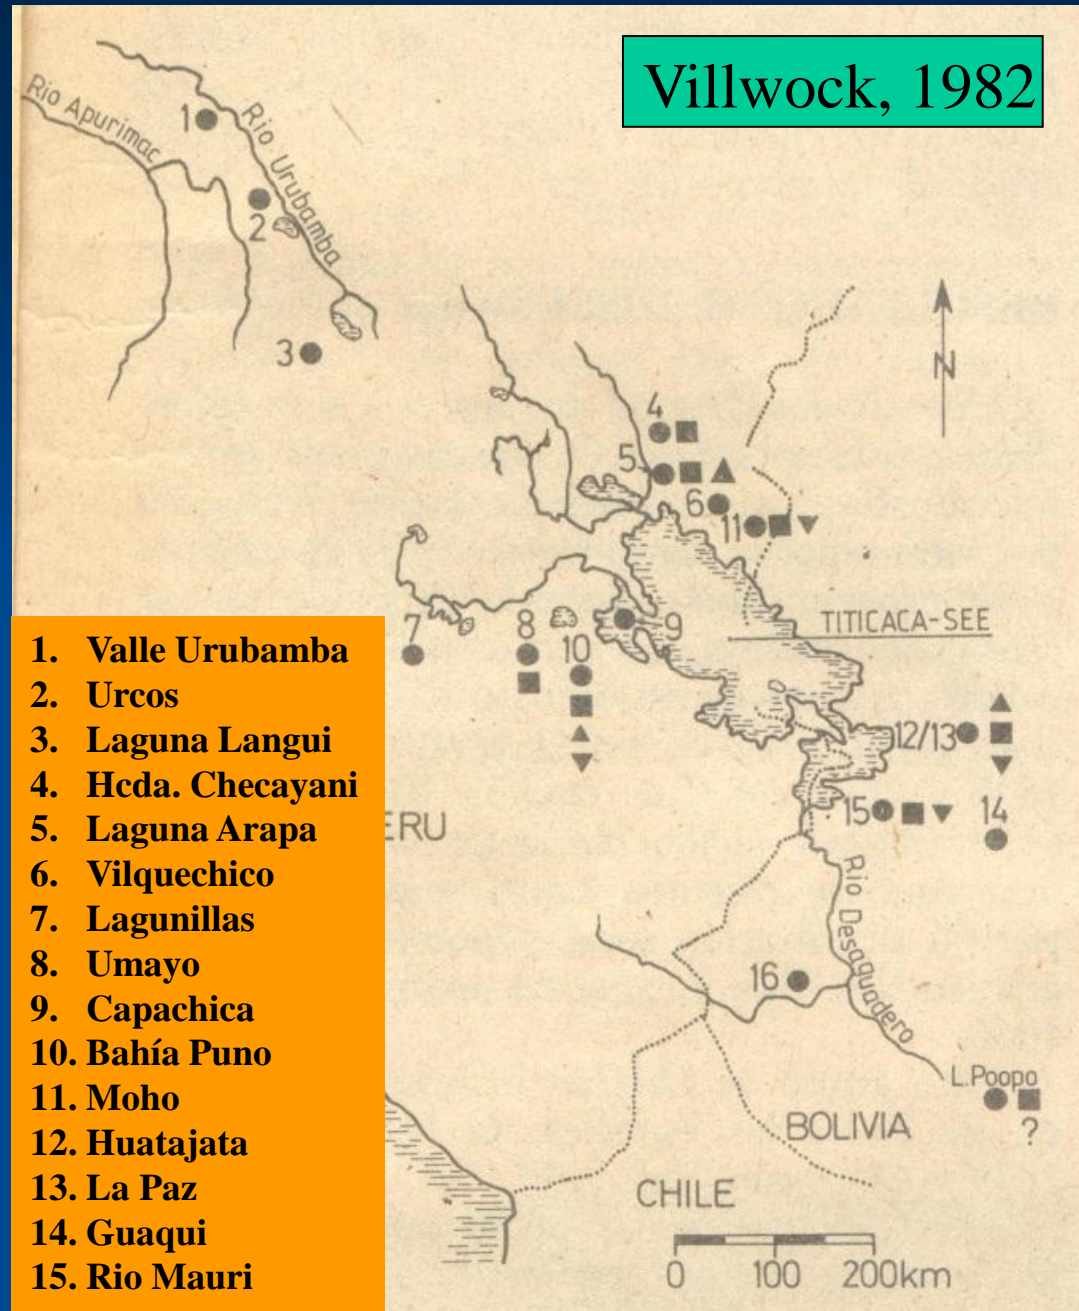 Villwock, 1982
Rio Apurimac
1
Rio Urubamba
2
3
N
4
5
6
11
TITICACA-SEE
7
8
9
10
12/13
15
14
ERU
Rio Desaguadero
16
L.Poopo
?
BOLIVIA
CHILE
0 100 200km
1. Valle Urubamba
2. Urcos
3. Laguna Langui
4. Hcda. Checayani
5. Laguna Arapa
6. Vilquechico
7. Lagunillas
8. Umayo
9. Capachica
10. Bahía Puno
11. Moho
12. Huatajata
13. La Paz
14. Guaqui
15. Rio Mauri